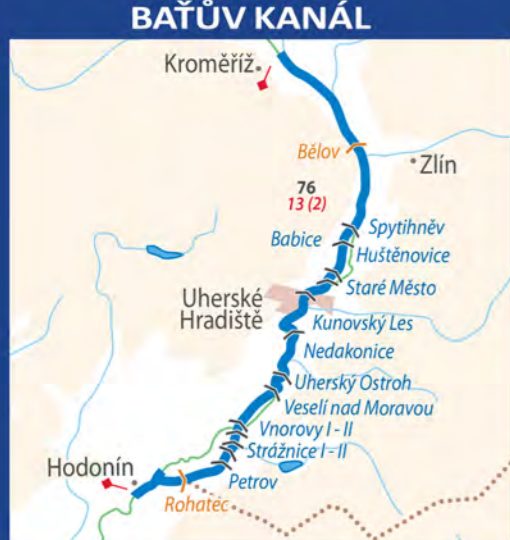 BAŤŮV KANÁL
Kroměříž
Bělov
Zlín
76
13 (2)
Spytihněv
Babice
Huštěnovice
Staré Město
Uherské
Hradiště
Kunovský Les
Nedakonice
Uherský Ostroh
Veselí nad Moravou
Vnorovy I - II
Strážnice I - II
Hodonín
Petrov
Rohatec